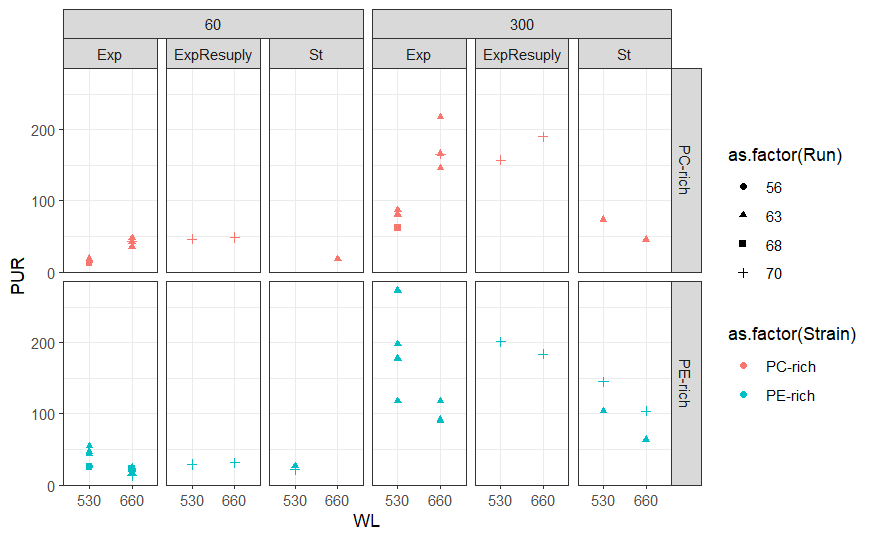 60 300
Exp ExpResuply St Exp ExpResuply St
PUR
200
100
0
PC-rich
200
100
0
PE-rich
530 660 530 660 530 660 530 660 530 660 530 660
WL
as.factor(Run)
56
63
68
70
as.factor(Strain)
PC-rich
PE-rich